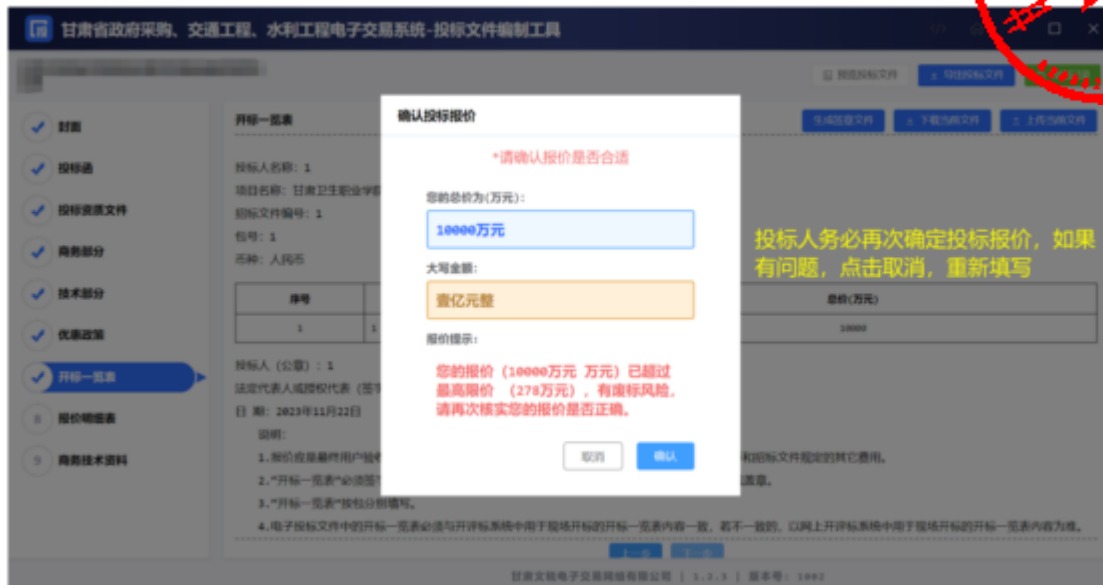 甘肃省政府采购、交通工程、水利工程电子交易系统-投标文件编制工具
预览投标文件
导出投标文件
封面
投标函
投标资质文件
商务部分
技术部分
优惠政策
开标一览表
8 报价明细表
9 商务技术资料
开标一览表
生成签章文件
下载当前文件
上传当前文件
投标人名称：1
项目名称：甘肃卫生职业学院
招标文件编号：1
包号：1
币种：人民币
序号
总价(万元)
1
1
10000
投标人（公章）：1
法定代表人或授权代表（签字
日 期：2023年11月22日
说明：
1.报价应是最终用户验收
和招标文件规定的其它费用。
2."开标一览表"必须签
盖章。
3."开标一览表"按包分别填写。
4.电子投标文件中的开标一览表必须与开评标系统中用于现场开标的开标一览表内容一致，若不一致的，以网上开评标系统中用于现场开标的开标一览表内容为准。
上一步
下一步
确认投标报价
*请确认报价是否合适
您的总价为(万元)：
10000万元
大写金额：
壹亿元整
报价提示：
您的报价（10000万元 万元）已超过
最高限价 （278万元），有废标风险，
请再次核实您的报价是否正确。
取消
确认
投标人务必再次确定投标报价，如果
有问题，点击取消，重新填写
甘肃文锐电子交易网络有限公司 | 1.2.3 | 版本号：1002